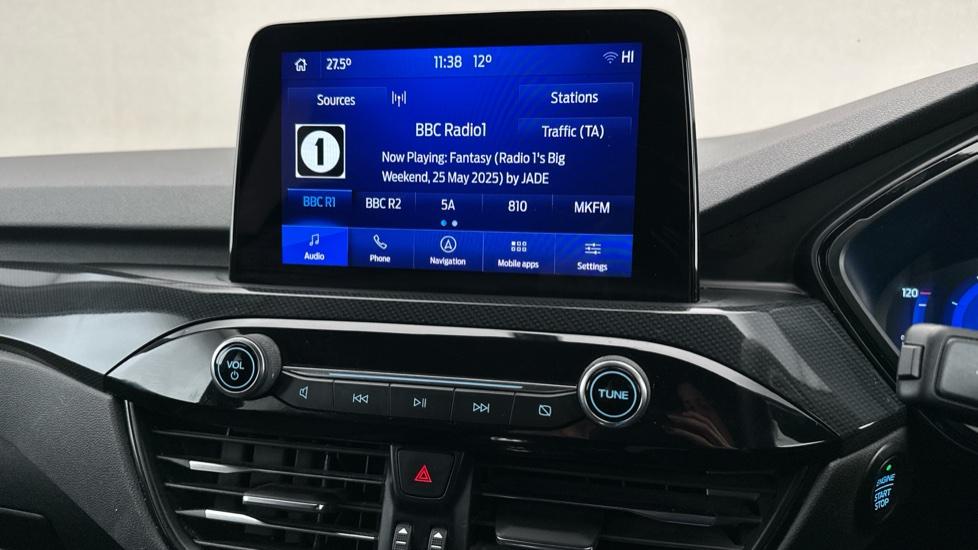 27.5°
11:38 12°
HI
Sources
Stations
1
BBC Radio1
Traffic (TA)
Now Playing: Fantasy (Radio 1's Big
Weekend, 25 May 2025) by JADE
BBC R1
BBC R2
5A
810
MKFM
Audio
Phone
Navigation
Mobile apps
Settings
120
VOL
TUNE
ENGINE
START
STOP